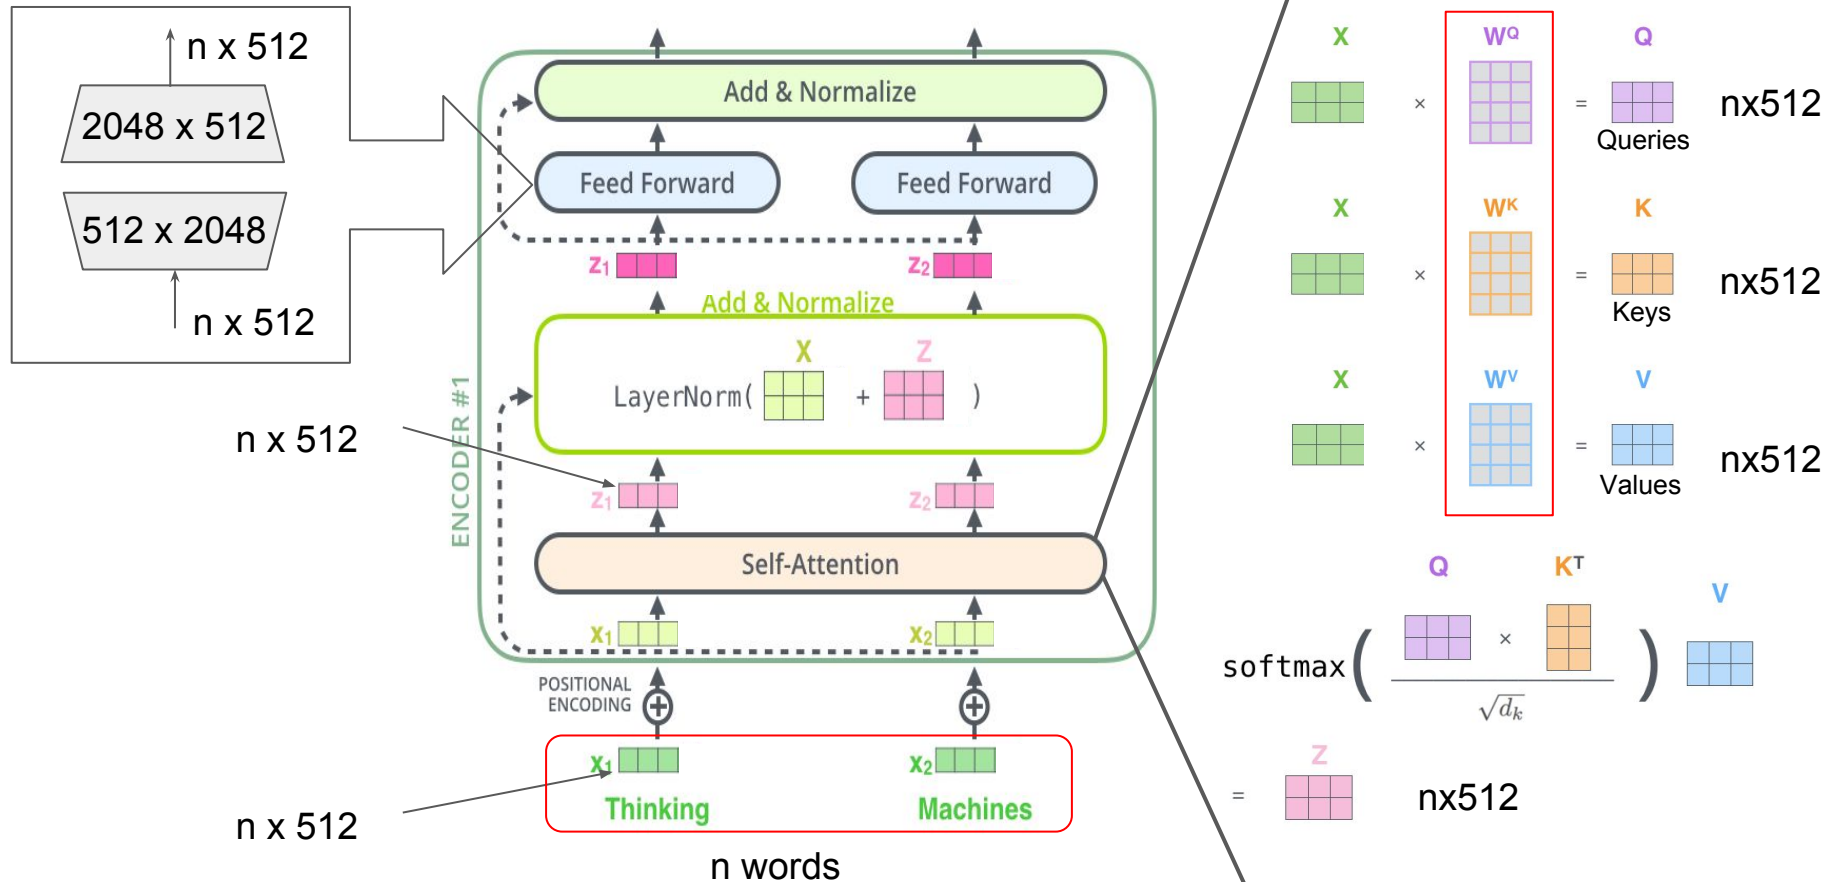 n x 512
2048 x 512
512 x 2048
n x 512
ENCODER #1
Add & Normalize
Feed Forward
Feed Forward
z1
z2
Add & Normalize
X
Z
LayerNorm( + )
n x 512
z1
z2
Self-Attention
x1
x2
POSITIONAL
ENCODING
x1
x2
Thinking
Machines
n x 512
n words
X
WQ
Q
× =
nx512
Queries
X
WK
K
× =
nx512
Keys
X
WV
V
× =
nx512
Values
Q
KT
V
softmax( × )
√dk
Z
=
nx512